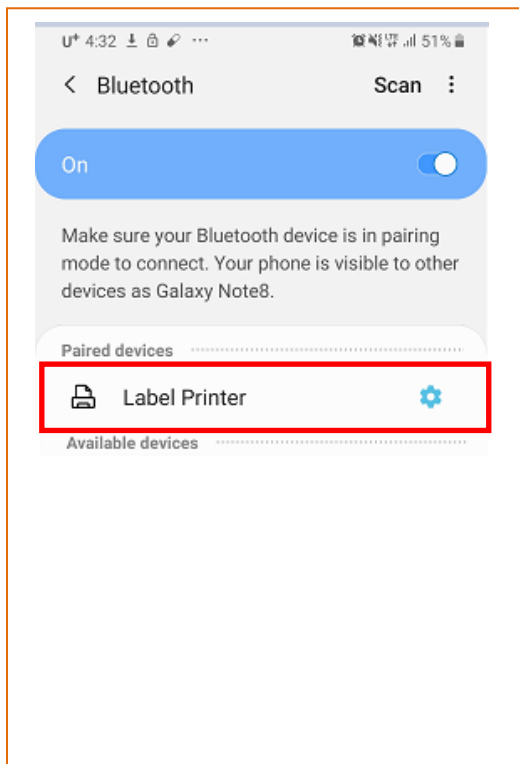 U+ 4:32 ··· 51%
Bluetooth Scan
On
Make sure your Bluetooth device is in pairing
mode to connect. Your phone is visible to other
devices as Galaxy Note8.
Paired devices
Label Printer
Available devices